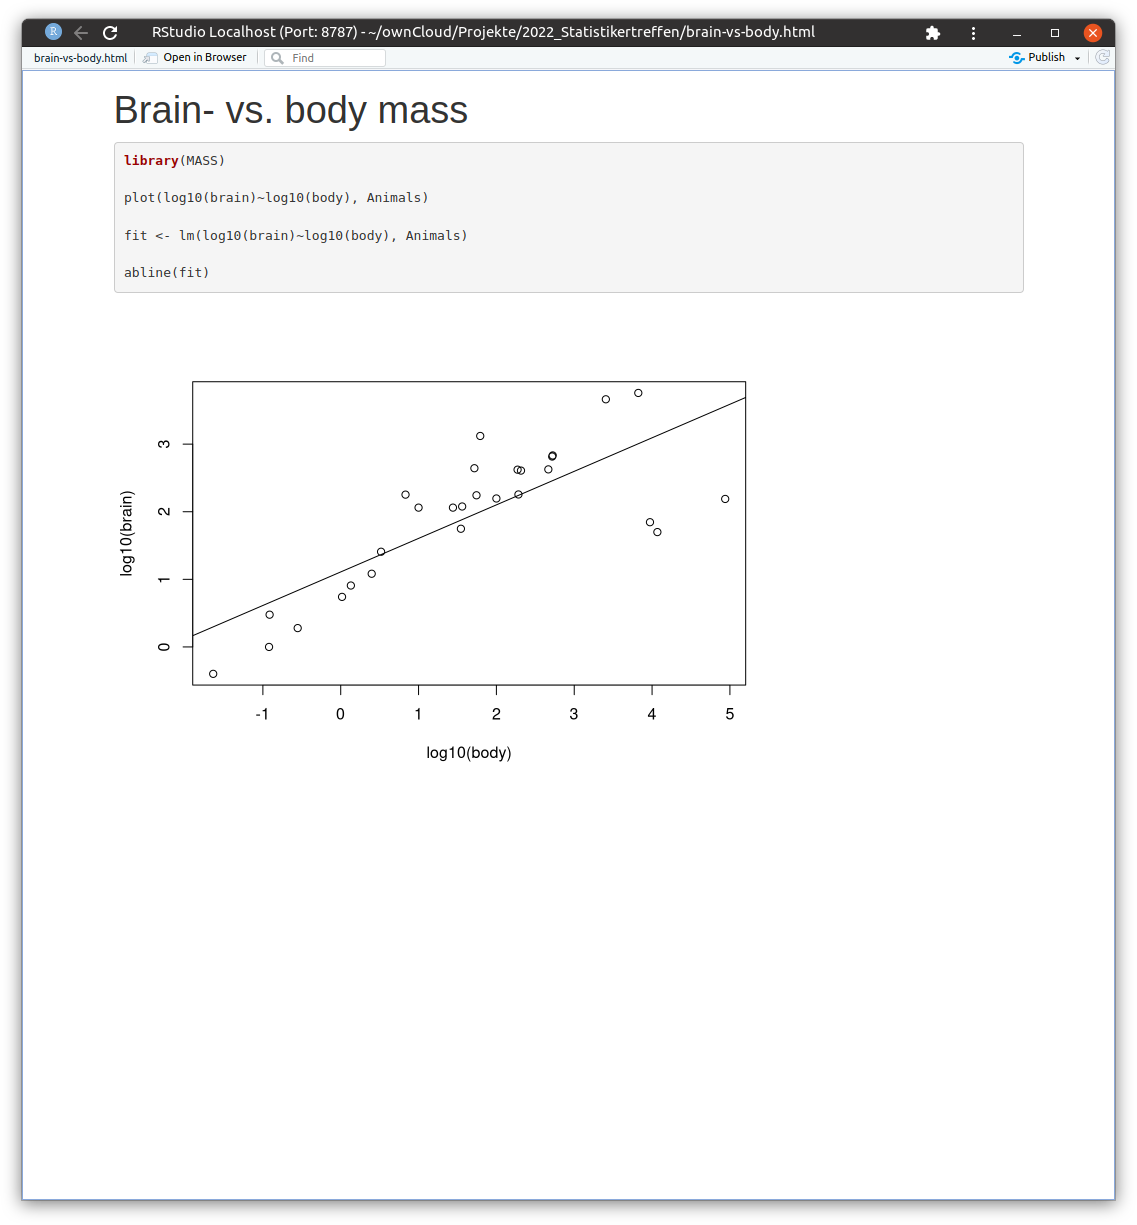 RStudio Localhost (Port: 8787) - ~/ownCloud/Projekte/2022_Statistikertreffen/brain-vs-body.html
brain-vs-body.html Open in Browser Find Publish
Brain- vs. body mass
library(MASS)
plot(log10(brain)~log10(body), Animals)
fit <- lm(log10(brain)~log10(body), Animals)
abline(fit)
log10(brain)
3
2
1
0
-1 0 1 2 3 4 5
log10(body)